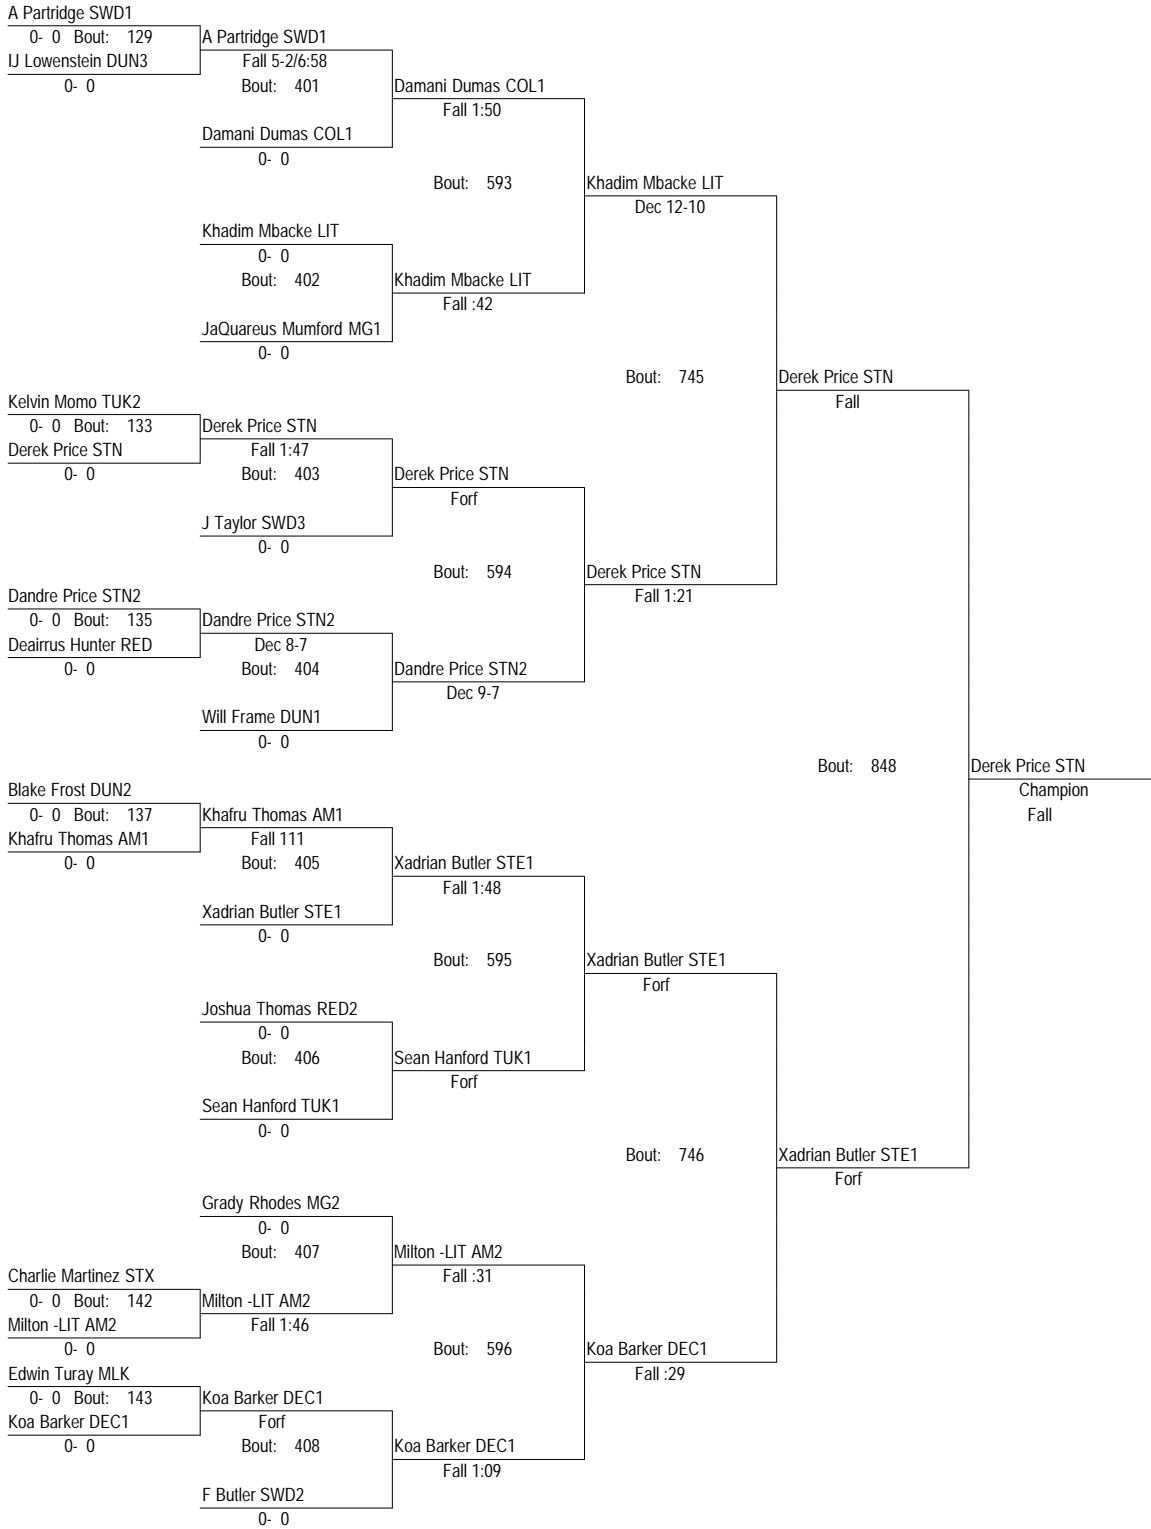 A Partridge SWD1
0- 0 Bout: 129
A Partridge SWD1
IJ Lowenstein DUN3
Fall 5-2/6:58
0- 0
Bout: 401
Damani Dumas COL1
Fall 1:50
Damani Dumas COL1
0- 0
Bout: 593
Khadim Mbacke LIT
Dec 12-10
Khadim Mbacke LIT
0- 0
Bout: 402
Khadim Mbacke LIT
Fall :42
JaQuareus Mumford MG1
0- 0
Bout: 745
Derek Price STN
Fall
Kelvin Momo TUK2
0- 0 Bout: 133
Derek Price STN
Derek Price STN
Fall 1:47
0- 0
Bout: 403
Derek Price STN
Forf
J Taylor SWD3
0- 0
Bout: 594
Derek Price STN
Fall 1:21
Dandre Price STN2
0- 0 Bout: 135
Dandre Price STN2
Deairrus Hunter RED
Dec 8-7
0- 0
Bout: 404
Dandre Price STN2
Dec 9-7
Will Frame DUN1
0- 0
Bout: 848
Derek Price STN
Champion
Fall
Blake Frost DUN2
0- 0 Bout: 137
Khafru Thomas AM1
Khafru Thomas AM1
Fall 111
0- 0
Bout: 405
Xadrian Butler STE1
Fall 1:48
Xadrian Butler STE1
0- 0
Bout: 595
Xadrian Butler STE1
Forf
Joshua Thomas RED2
0- 0
Bout: 406
Sean Hanford TUK1
Forf
Sean Hanford TUK1
0- 0
Bout: 746
Xadrian Butler STE1
Forf
Grady Rhodes MG2
0- 0
Bout: 407
Milton -LIT AM2
Fall :31
Charlie Martinez STX
0- 0 Bout: 142
Milton -LIT AM2
Milton -LIT AM2
Fall 1:46
0- 0
Bout: 596
Koa Barker DEC1
Fall :29
Edwin Turay MLK
0- 0 Bout: 143
Koa Barker DEC1
Koa Barker DEC1
Forf
0- 0
Bout: 408
Koa Barker DEC1
Fall 1:09
F Butler SWD2
0- 0